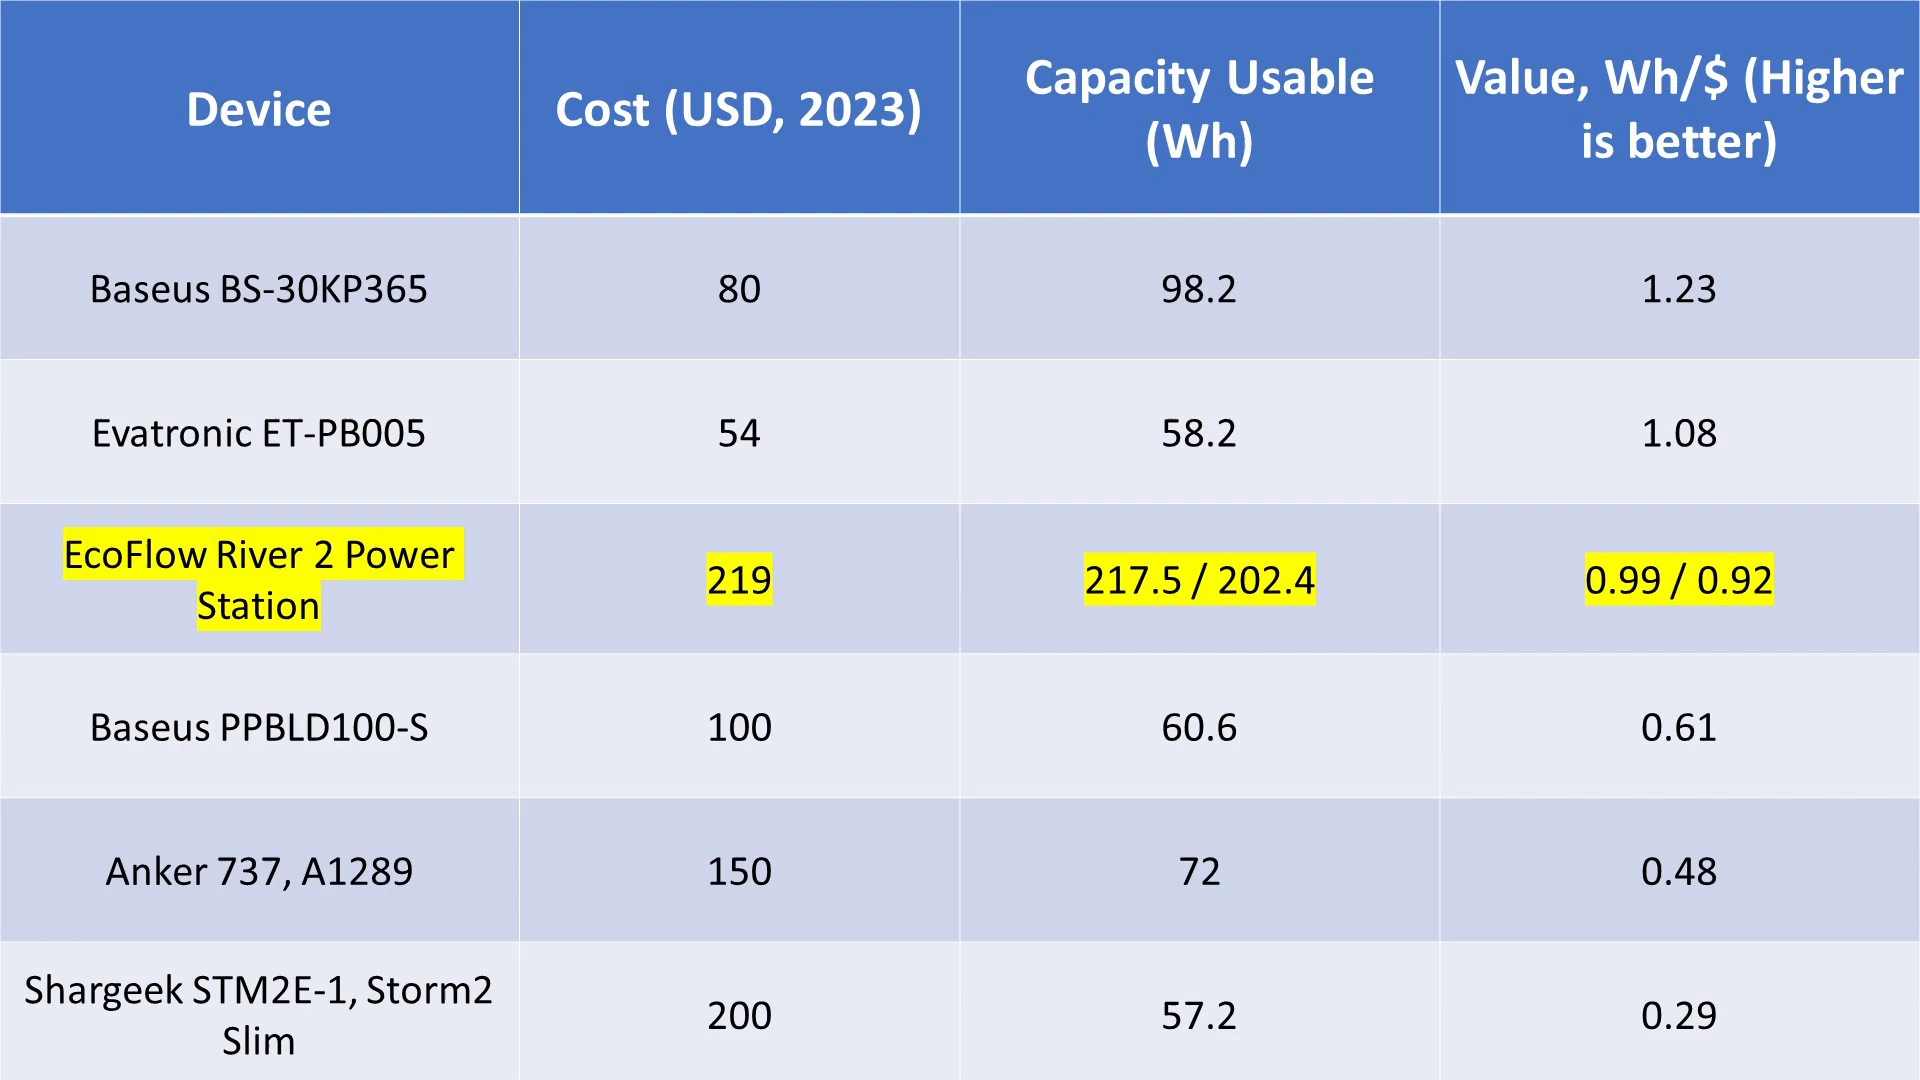 Device
Cost (USD, 2023)
Capacity Usable
(Wh)
Value, Wh/$ (Higher
is better)
Baseus BS-30KP365
80
98.2
1.23
Evatronic ET-PB005
54
58.2
1.08
EcoFlow River 2 Power
Station
219
217.5 / 202.4
0.99 / 0.92
Baseus PPBLD100-S
100
60.6
0.61
Anker 737, A1289
150
72
0.48
Shargeek STM2E-1, Storm2
Slim
200
57.2
0.29